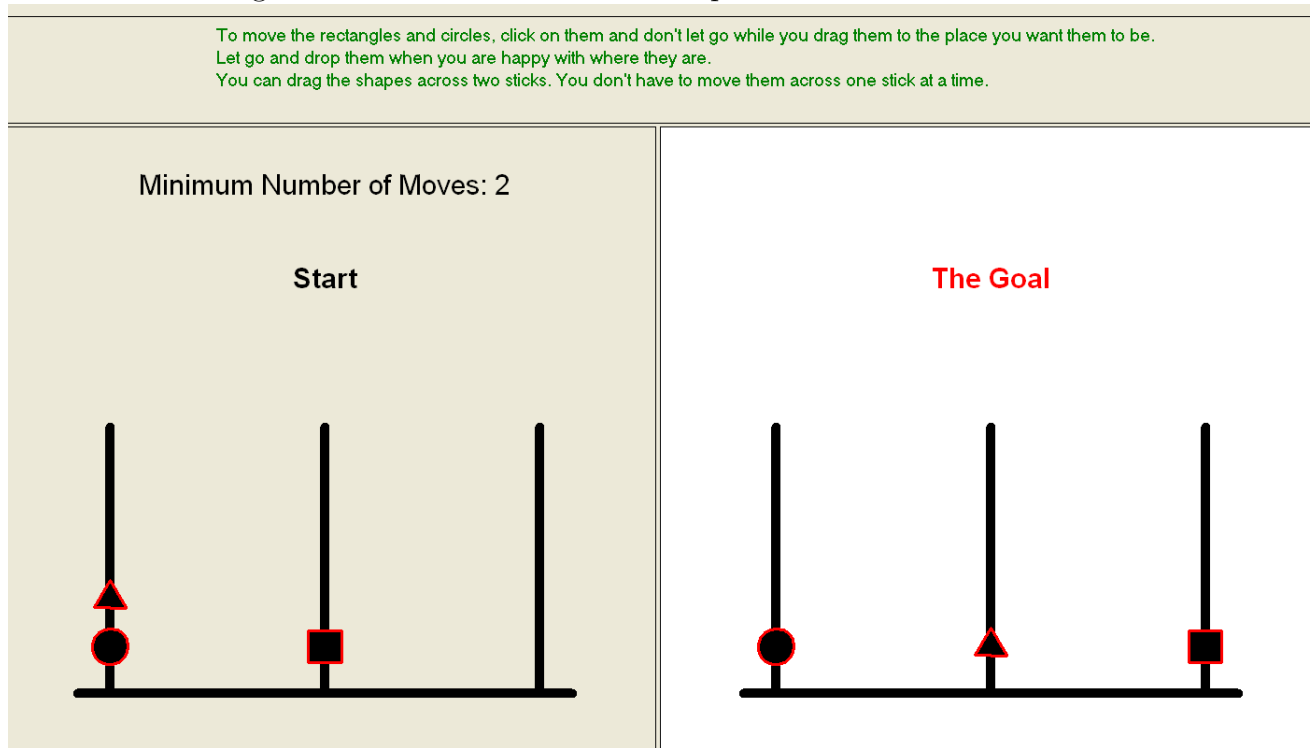 To move the rectangles and circles, click on them and don't let go while you drag them to the place you want them to be.
Let go and drop them when you are happy with where they are.
You can drag the shapes across two sticks. You don't have to move them across one stick at a time.
Minimum Number of Moves: 2
Start
The Goal